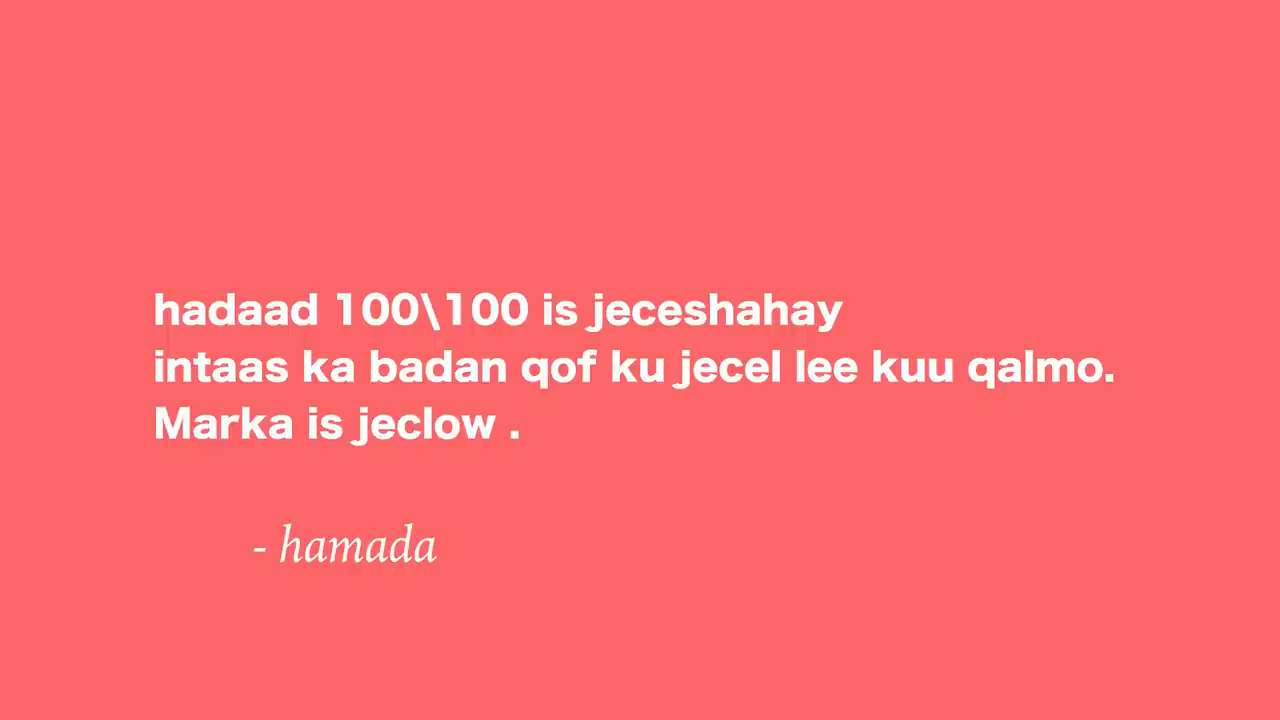 hadaad 100\100 is jeceshahay
intaas ka badan qof ku jecel lee kuu qalmo.
Marka is jeclow .
- hamada